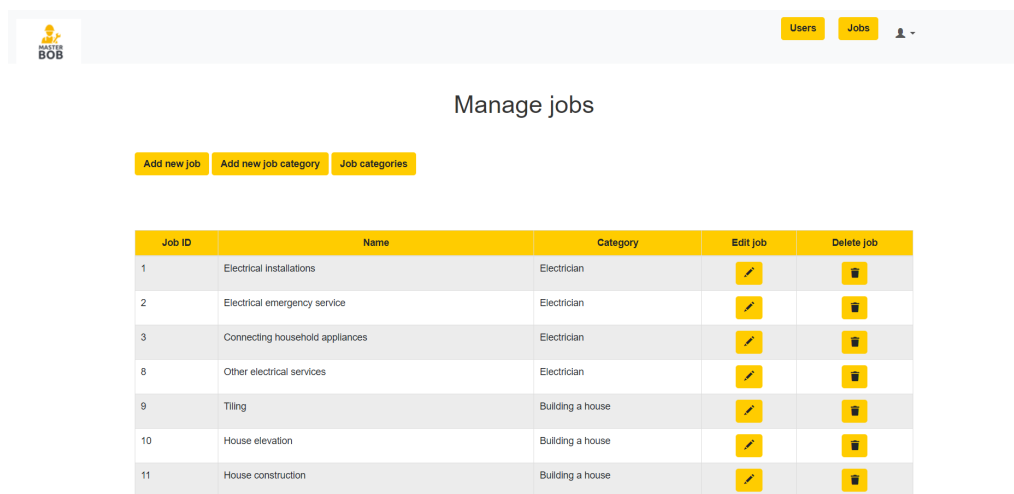 MASTER
BOB
Users Jobs
Manage jobs
Add new job Add new job category Job categories
Job ID Name Category Edit job Delete job
1 Electrical installations Electrician
2 Electrical emergency service Electrician
3 Connecting household appliances Electrician
8 Other electrical services Electrician
9 Tiling Building a house
10 House elevation Building a house
11 House construction Building a house